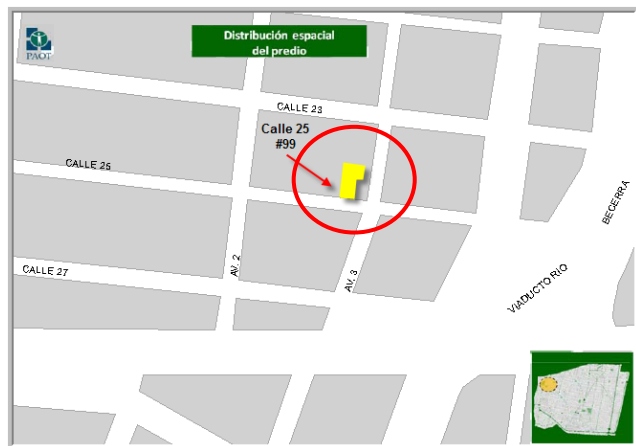 Distribución espacial
del predio
PAOT
CALLE 23
Calle 25
#99
CALLE 25
BECERRA
CALLE 27
AV. 2
AV. 3
VIADUCTO RIO